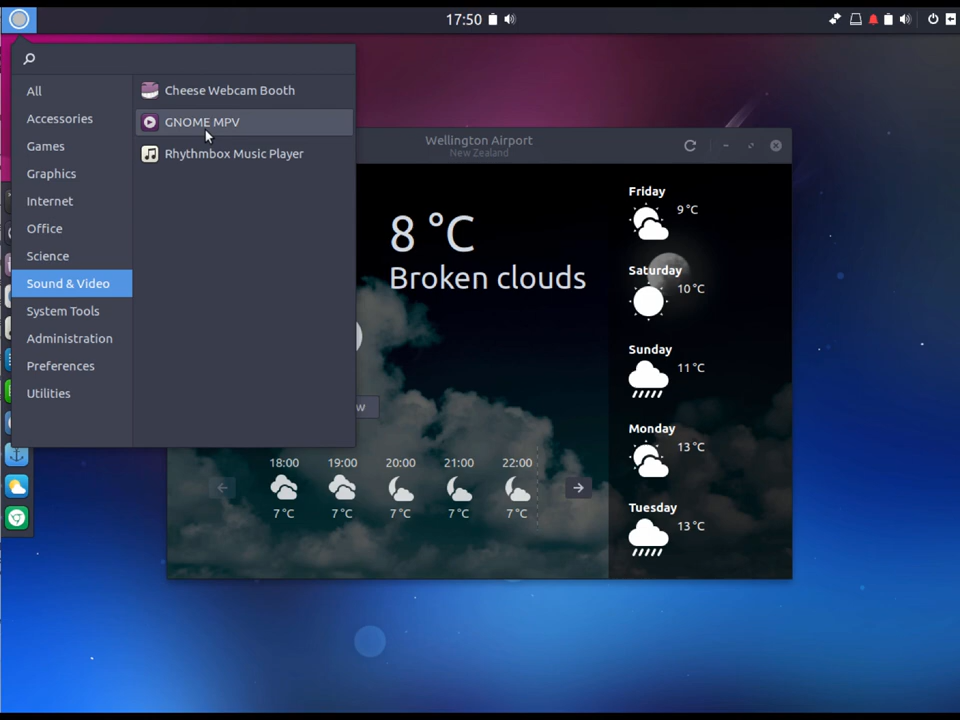 17:50
All
Accessories
Games
Graphics
Internet
Office
Science
Sound & Video
System Tools
Administration
Preferences
Utilities
Cheese Webcam Booth
GNOME MPV
Rhythmbox Music Player
Wellington Airport
New Zealand
8 °C
Broken clouds
w
18:00 19:00 20:00 21:00 22:00
7 °C 7 °C 7 °C 7 °C 7 °C
Friday
9 °C
Saturday
10 °C
Sunday
11 °C
Monday
13 °C
Tuesday
13 °C